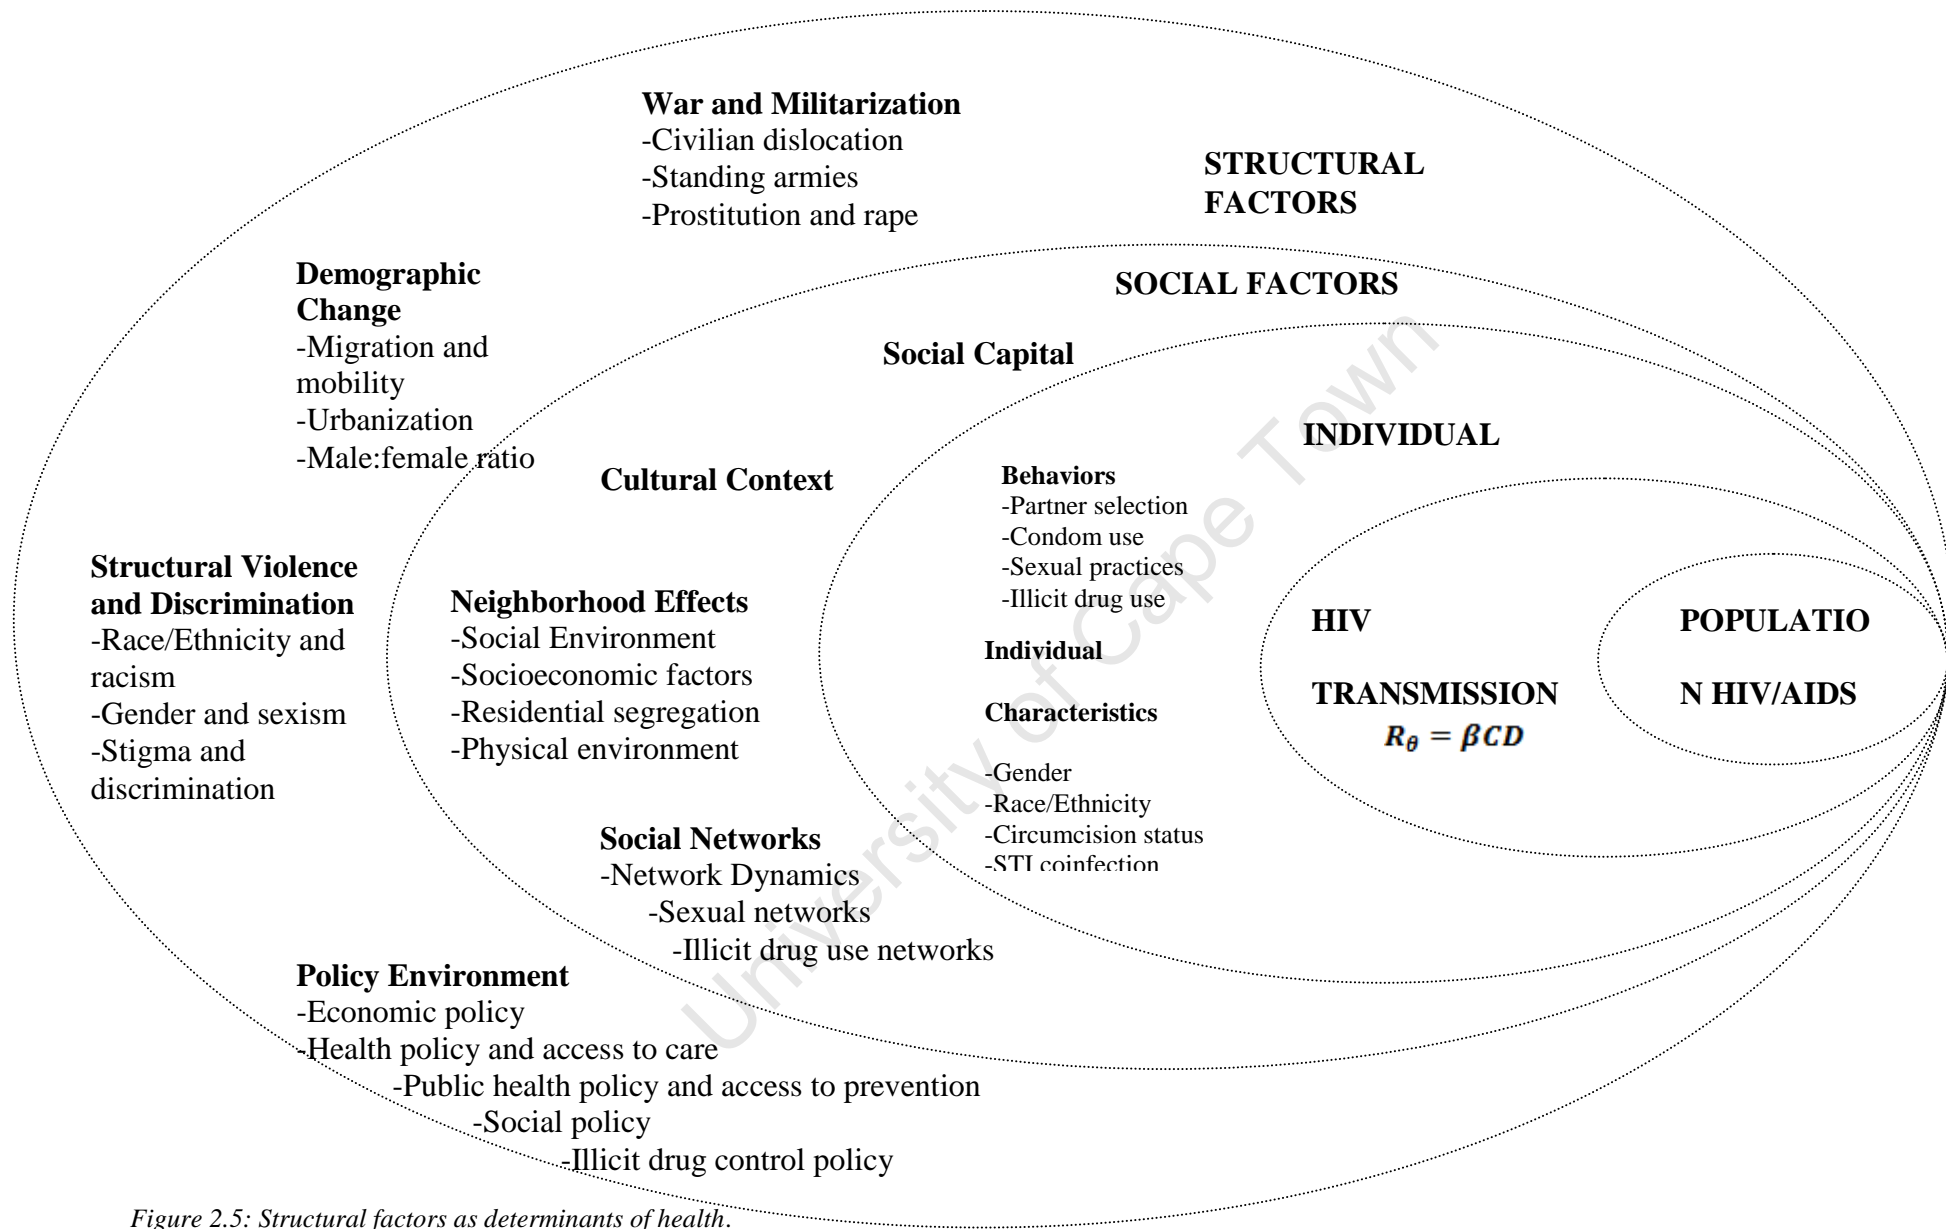 War and Militarization
-Civilian dislocation
-Standing armies
-Prostitution and rape
STRUCTURAL
FACTORS
Demographic
Change
-Migration and
mobility
-Urbanization
-Male:female ratio
SOCIAL FACTORS
Social Capital
Cultural Context
INDIVIDUAL
Behaviors
-Partner selection
-Condom use
-Sexual practices
-Illicit drug use
Structural Violence
and Discrimination
-Race/Ethnicity and
racism
-Gender and sexism
-Stigma and
discrimination
Neighborhood Effects
-Social Environment
-Socioeconomic factors
-Residential segregation
-Physical environment
Individual
Characteristics
-Gender
-Race/Ethnicity
-Circumcision status
-STI coinfection
HIV
TRANSMISSION
R_θ = βCD
POPULATIO
N HIV/AIDS
Social Networks
-Network Dynamics
-Sexual networks
-Illicit drug use networks
Policy Environment
-Economic policy
-Health policy and access to care
-Public health policy and access to prevention
-Social policy
-Illicit drug control policy
University of Cape Town
Figure 2.5: Structural factors as determinants of health.